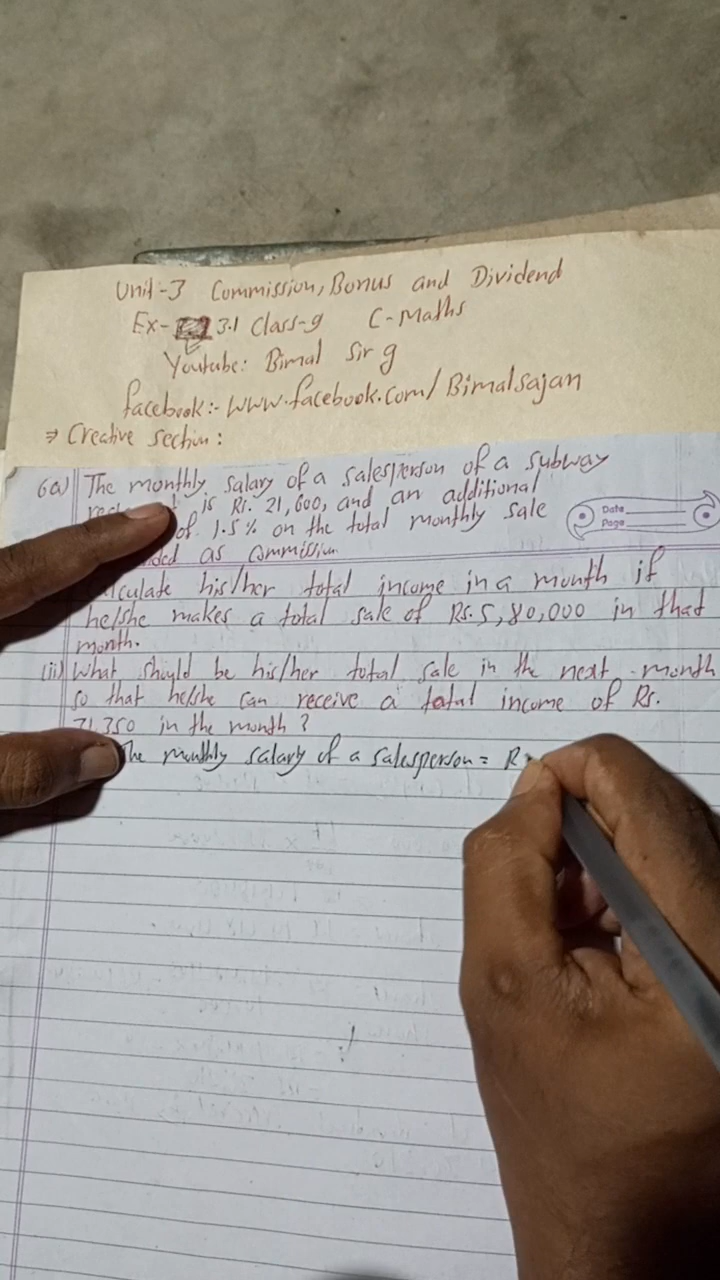 Unit-3 Commission, Bonus and Dividend
Ex- 3.1 Class-9 C-Maths
Youtube: Bimal Sir g
facebook:- www.facebook.com/Bimalsajan
⇒ Creative section:
6a) The monthly salary of a salesperson of a subway
is Rs. 21,600, and an additional
of 1.5% on the total monthly sale
Date
Page
as Commission
his/her total income in a month if
he/she makes a total sale of Rs. 5,80,000 in that
month.
(ii) What should be his/her total sale in the next month
so that he/she can receive a total income of Rs.
31,350 in the month?
The monthly salary of a salesperson = R